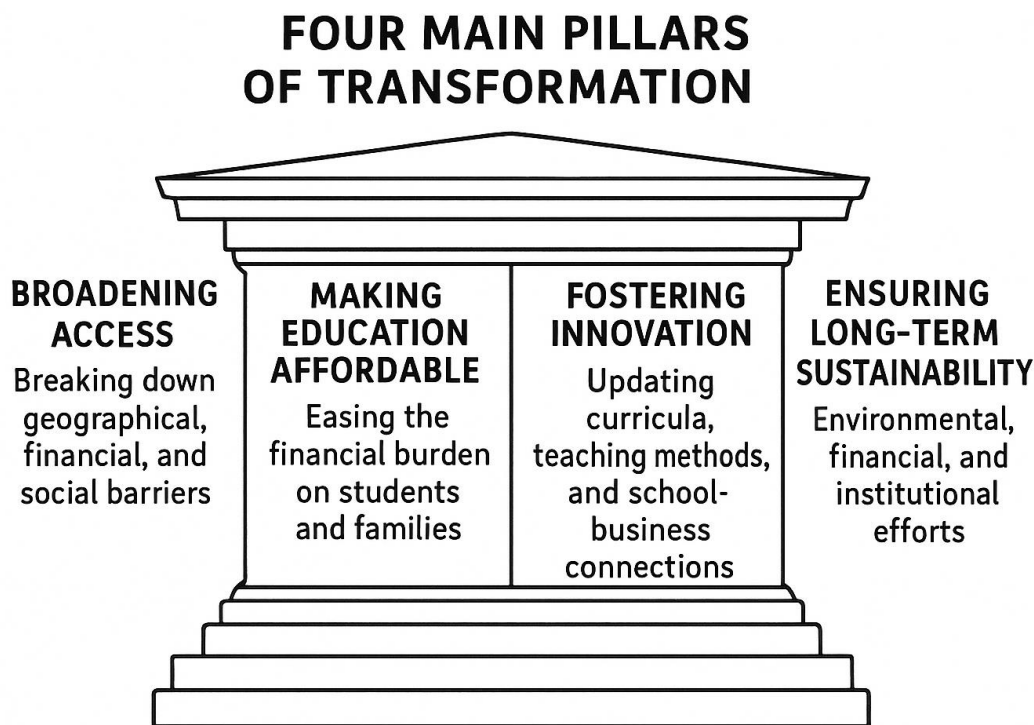 FOUR MAIN PILLARS
OF TRANSFORMATION
BROADENING
ACCESS
Breaking down
geographical,
financial, and
social barriers
MAKING
EDUCATION
AFFORDABLE
Easing the
financial burden
on students
and families
FOSTERING
INNOVATION
Updating
curricula,
teaching methods,
and school-
business
connections
ENSURING
LONG-TERM
SUSTAINABILITY
Environmental,
financial, and
institutional
efforts